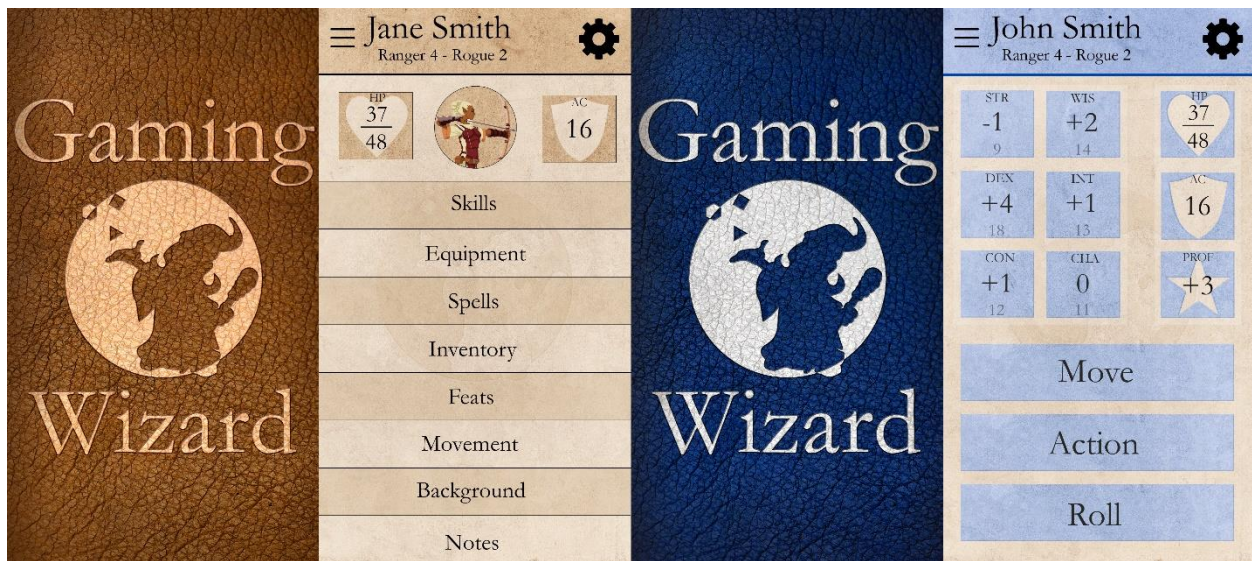 Gaming
Wizard
Jane Smith
Ranger 4 - Rogue 2
HP
37
48
AC
16
Skills
Equipment
Spells
Inventory
Feats
Movement
Background
Notes
Gaming
Wizard
John Smith
Ranger 4 - Rogue 2
STR WIS HP
-1 +2 37
9 14 48
DEX INT AC
+4 +1 16
18 13
CON CHA PROF
+1 0 +3
12 11
Move
Action
Roll